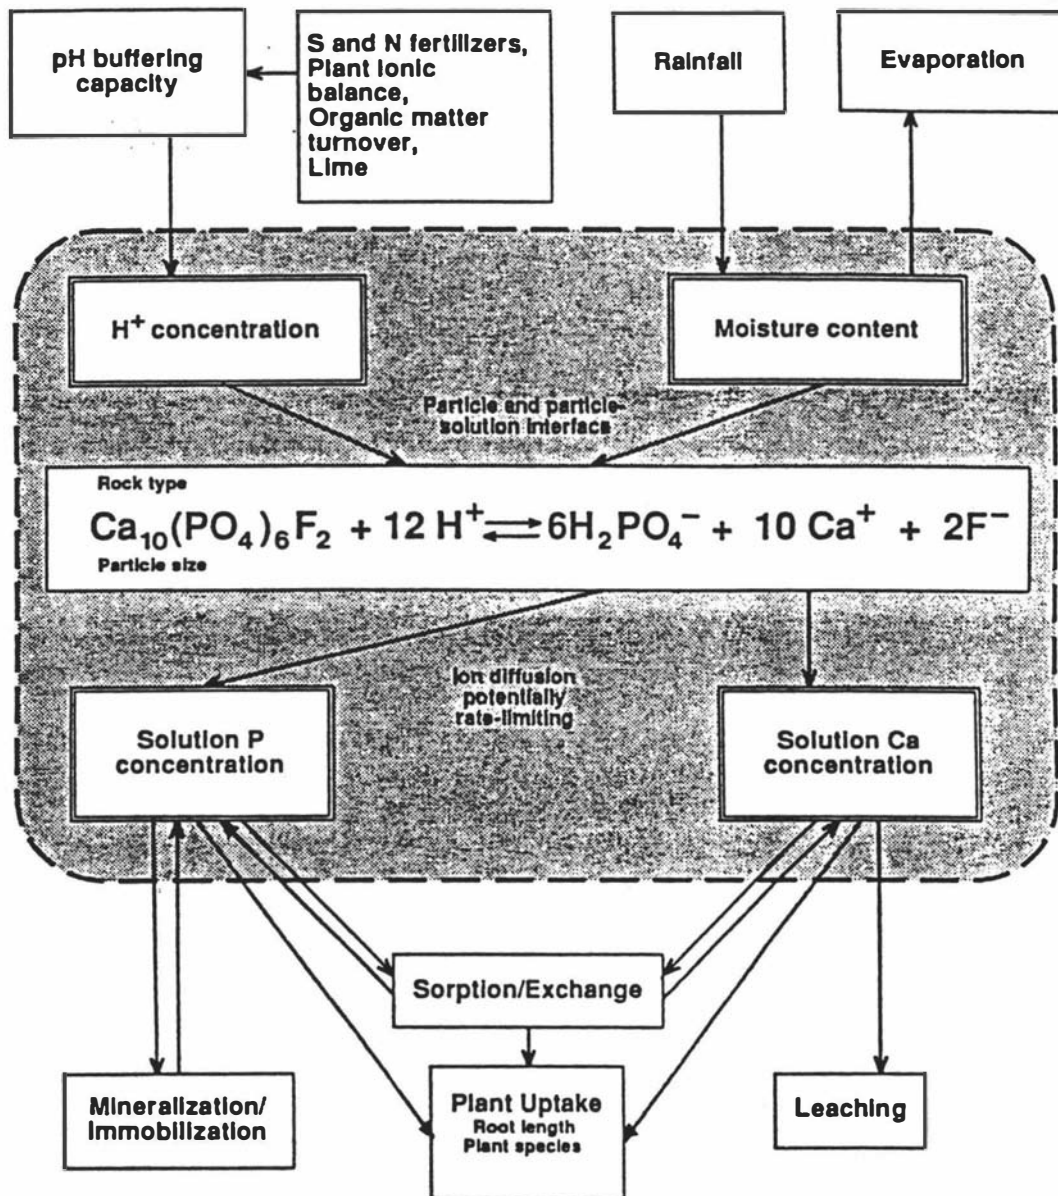 pH buffering
capacity
S and N fertilizers,
Plant Ionic
balance,
Organic matter
turnover,
Lime
Rainfall
Evaporation
H⁺ concentration
Moisture content
Particle and particle-
solution interface
Rock type
Ca₁₀(PO₄)₆F₂ + 12 H⁺ ⇌ 6H₂PO₄⁻ + 10 Ca⁺ + 2F⁻
Particle size
Ion diffusion
potentially
rate-limiting
Solution P
concentration
Solution Ca
concentration
Sorption/Exchange
Mineralization/
Immobilization
Plant Uptake
Root length
Plant species
Leaching